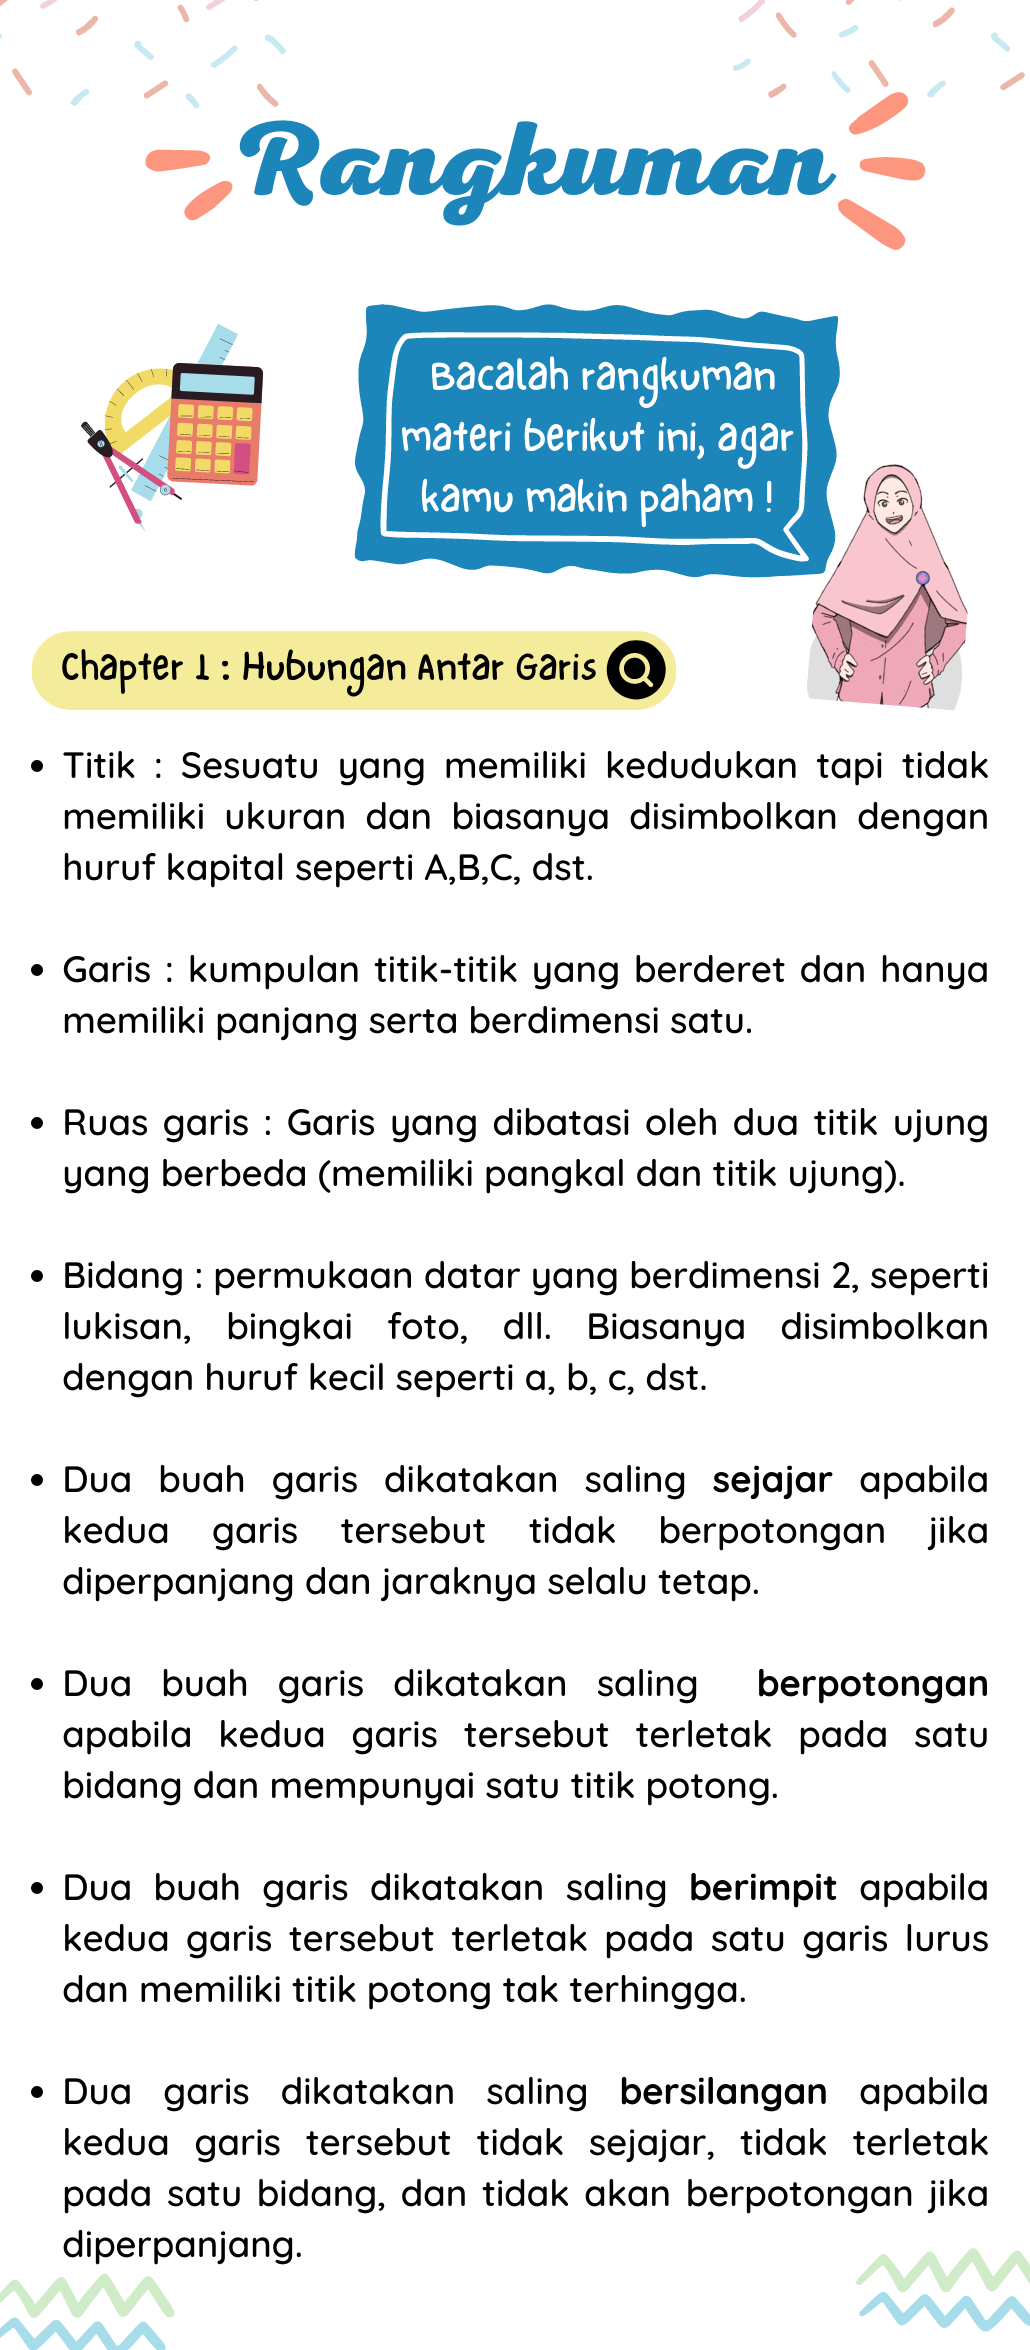 Rangkuman
Bacalah rangkuman
materi berikut ini, agar
kamu makin paham !
Chapter 1 : Hubungan Antar Garis
• Titik : Sesuatu yang memiliki kedudukan tapi tidak
memiliki ukuran dan biasanya disimbolkan dengan
huruf kapital seperti A,B,C, dst.
• Garis : kumpulan titik-titik yang berderet dan hanya
memiliki panjang serta berdimensi satu.
• Ruas garis : Garis yang dibatasi oleh dua titik ujung
yang berbeda (memiliki pangkal dan titik ujung).
• Bidang : permukaan datar yang berdimensi 2, seperti
lukisan, bingkai foto, dll. Biasanya disimbolkan
dengan huruf kecil seperti a, b, c, dst.
• Dua buah garis dikatakan saling sejajar apabila
kedua garis tersebut tidak berpotongan jika
diperpanjang dan jaraknya selalu tetap.
• Dua buah garis dikatakan saling berpotongan
apabila kedua garis tersebut terletak pada satu
bidang dan mempunyai satu titik potong.
• Dua buah garis dikatakan saling berimpit apabila
kedua garis tersebut terletak pada satu garis lurus
dan memiliki titik potong tak terhingga.
• Dua garis dikatakan saling bersilangan apabila
kedua garis tersebut tidak sejajar, tidak terletak
pada satu bidang, dan tidak akan berpotongan jika
diperpanjang.